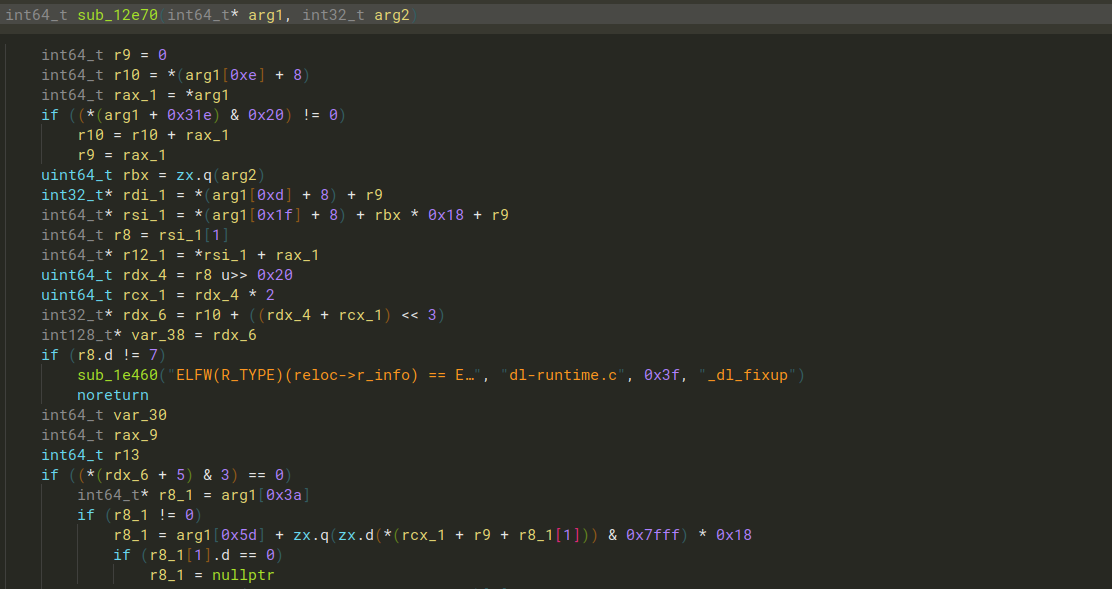 int64_t sub_12e70(int64_t* arg1, int32_t arg2)
int64_t r9 = 0
int64_t r10 = *(arg1[0xe] + 8)
int64_t rax_1 = *arg1
if ((*(arg1 + 0x31e) & 0x20) != 0)
r10 = r10 + rax_1
r9 = rax_1
uint64_t rbx = zx.q(arg2)
int32_t* rdi_1 = *(arg1[0xd] + 8) + r9
int64_t* rsi_1 = *(arg1[0x1f] + 8) + rbx * 0x18 + r9
int64_t r8 = rsi_1[1]
int64_t* r12_1 = *rsi_1 + rax_1
uint64_t rdx_4 = r8 u>> 0x20
uint64_t rcx_1 = rdx_4 * 2
int32_t* rdx_6 = r10 + ((rdx_4 + rcx_1) << 3)
int128_t* var_38 = rdx_6
if (r8.d != 7)
sub_1e460("ELFW(R_TYPE)(reloc->r_info) == E…", "dl-runtime.c", 0x3f, "_dl_fixup")
noreturn
int64_t var_30
int64_t rax_9
int64_t r13
if ((*(rdx_6 + 5) & 3) == 0)
int64_t* r8_1 = arg1[0x3a]
if (r8_1 != 0)
r8_1 = arg1[0x5d] + zx.q(zx.d(*(rcx_1 + r9 + r8_1[1])) & 0x7fff) * 0x18
if (r8_1[1].d == 0)
r8_1 = nullptr